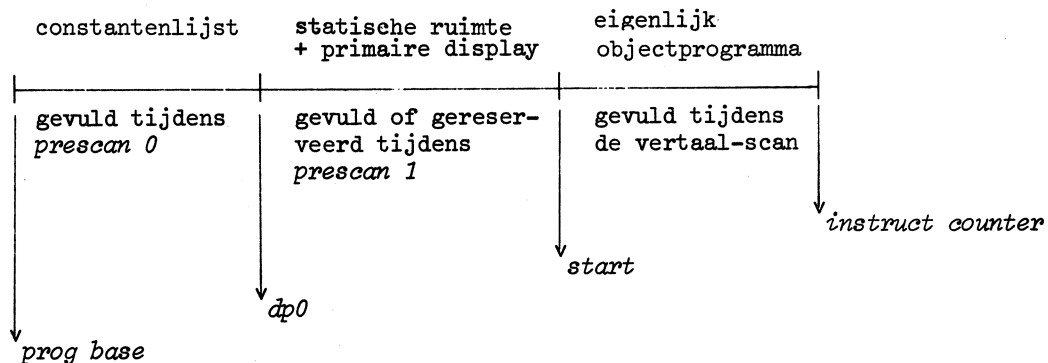 constantenlijst
statische ruimte
+ primaire display
eigenlijk
objectprogramma
gevuld tijdens
prescan 0
gevuld of gereser-
veerd tijdens
prescan 1
gevuld tijdens
de vertaal-scan
instruct counter
start
dp0
prog base